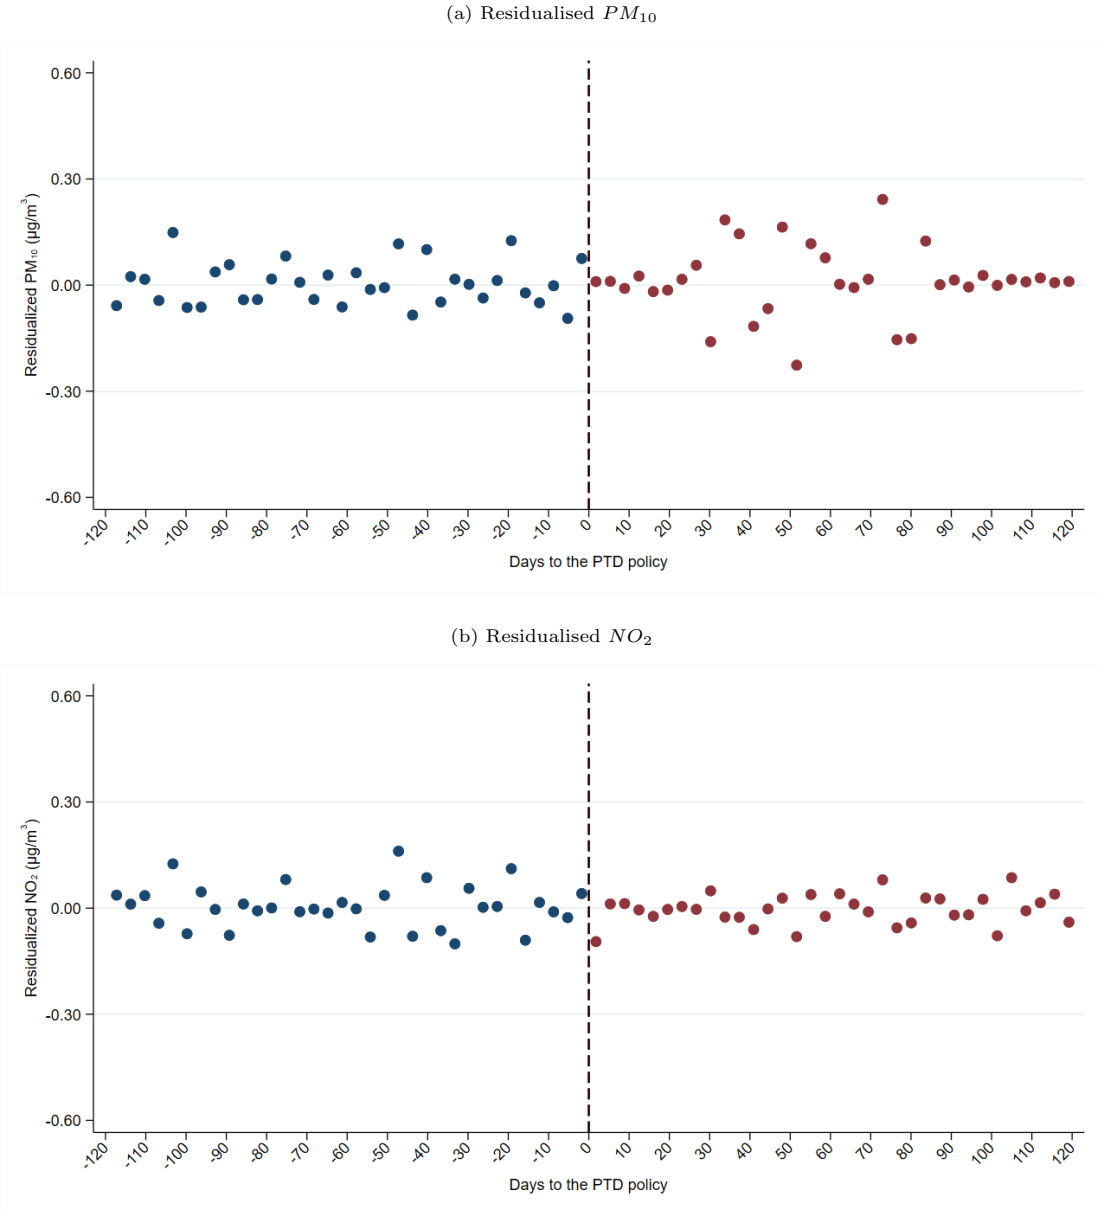 (a) Residualised PM₁₀
0.60
0.30
0.00
-0.30
-0.60
Residualized PM₁₀ (µg/m³)
-120 -110 -100 -90 -80 -70 -60 -50 -40 -30 -20 -10 0 10 20 30 40 50 60 70 80 90 100 110 120
Days to the PTD policy
(b) Residualised NO₂
0.60
0.30
0.00
-0.30
-0.60
Residualized NO₂ (µg/m³)
-120 -110 -100 -90 -80 -70 -60 -50 -40 -30 -20 -10 0 10 20 30 40 50 60 70 80 90 100 110 120
Days to the PTD policy